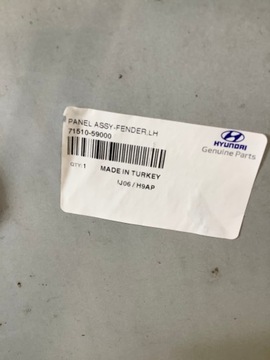 PANEL ASSY-FENDER,LH
71510-59000
HYUNDAI
Genuine Parts
QTY:1
MADE IN TURKEY
IJ06 / H9AP